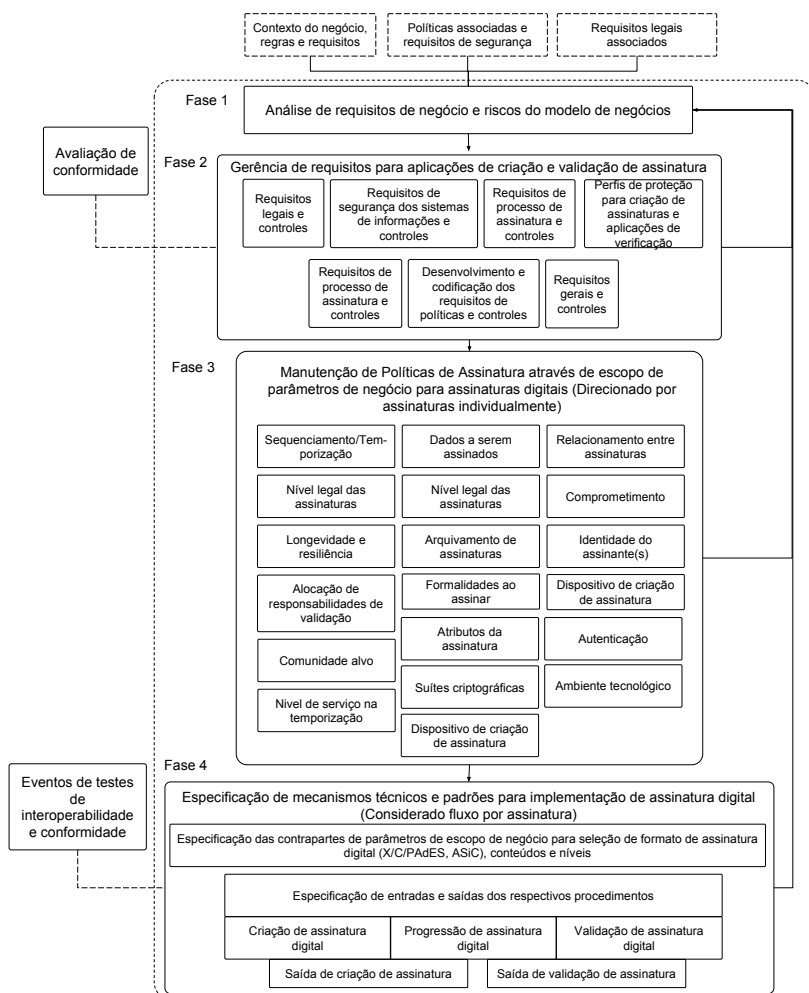 Contexto do negócio,
regras e requisitos
Políticas associadas e
requisitos de segurança
Requisitos legais
associados
Fase 1
Análise de requisitos de negócio e riscos do modelo de negócios
Avaliação de
conformidade
Fase 2
Gerência de requisitos para aplicações de criação e validação de assinatura
Requisitos
legais e
controles
Requisitos de
segurança dos sistemas
de informações e
controles
Requisitos de
processo de
assinatura e
controles
Perfis de proteção
para criação de
assinaturas e
aplicações de
verificação
Requisitos de
processo de
assinatura e
controles
Desenvolvimento e
codificação dos
requisitos de
políticas e controles
Requisitos
gerais e
controles
Fase 3
Manutenção de Políticas de Assinatura através de escopo de
parâmetros de negócio para assinaturas digitais (Direcionado por
assinaturas individualmente)
Sequenciamento/Tem-
porização
Dados a serem
assinados
Relacionamento entre
assinaturas
Nível legal das
assinaturas
Nível legal das
assinaturas
Comprometimento
Longevidade e
resiliência
Arquivamento de
assinaturas
Identidade do
assinante(s)
Alocação de
responsabilidades de
validação
Formalidades ao
assinar
Dispositivo de criação
de assinatura
Atributos da
assinatura
Autenticação
Comunidade alvo
Suítes criptográficas
Ambiente tecnológico
Nivel de serviço na
temporização
Dispositivo de criação
de assinatura
Fase 4
Eventos de testes
de
interoperabilidade
e conformidade
Especificação de mecanismos técnicos e padrões para implementação de assinatura digital
(Considerado fluxo por assinatura)
Especificação das contrapartes de parâmetros de escopo de negócio para seleção de formato de assinatura
digital (X/C/PAdES, ASiC), conteúdos e níveis
Especificação de entradas e saídas dos respectivos procedimentos
Criação de assinatura
digital
Progressão de assinatura
digital
Validação de assinatura
digital
Saída de criação de assinatura
Saída de validação de assinatura